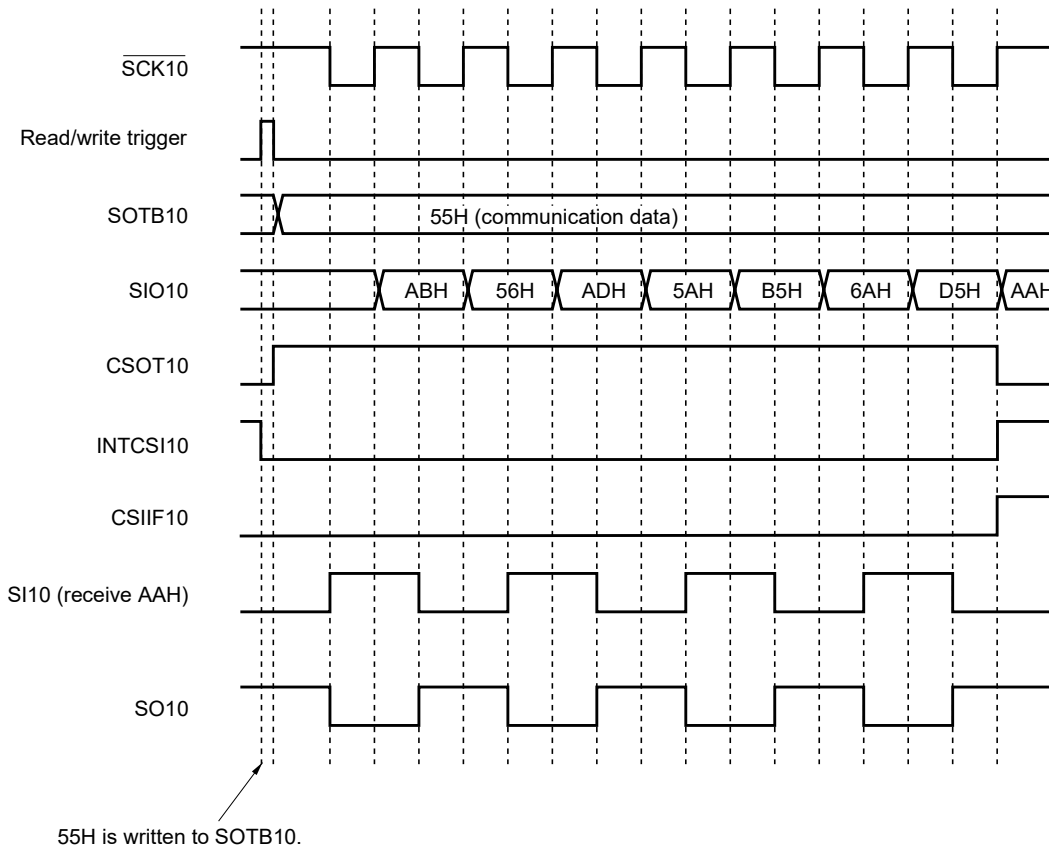 SCK10
Read/write trigger
SOTB10
55H (communication data)
SIO10
ABH 56H ADH 5AH B5H 6AH D5H AAH
CSOT10
INTCSI10
CSIIF10
SI10 (receive AAH)
SO10
55H is written to SOTB10.